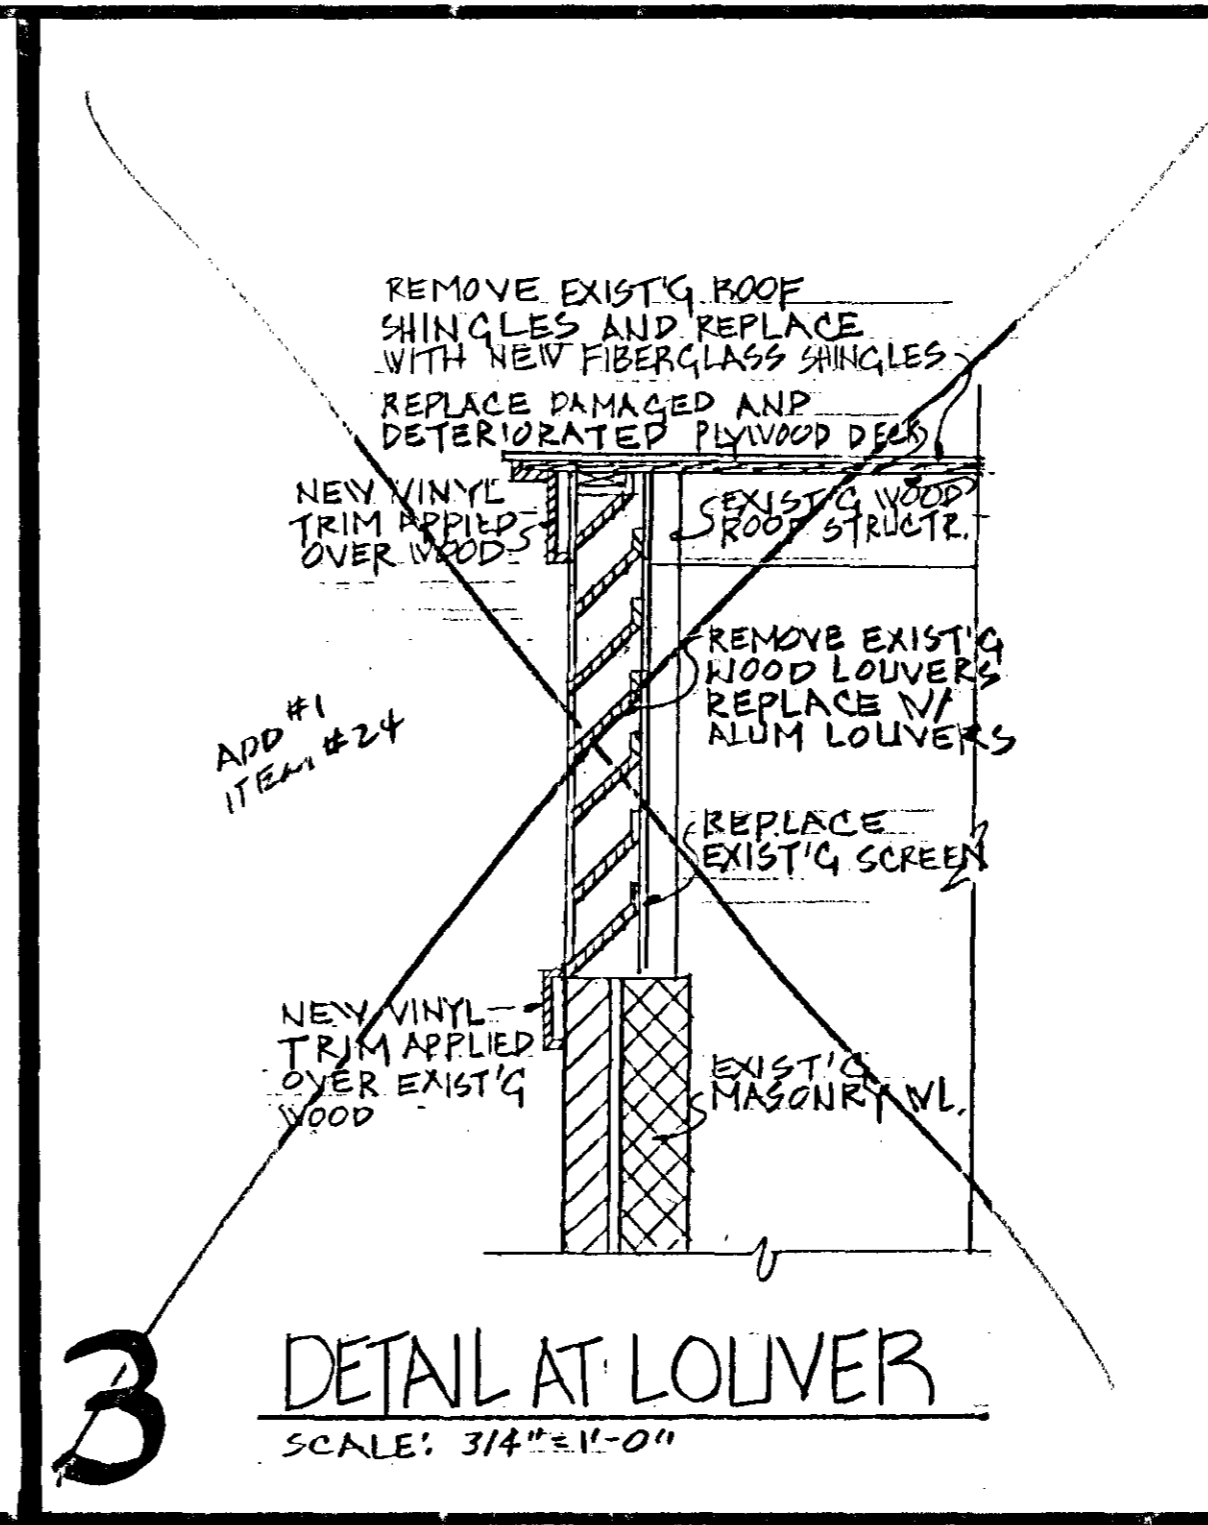 REMOVE EXIST'G ROOF
SHINGLES AND REPLACE
WITH NEW FIBERGLASS SHINGLES
REPLACE DAMAGED AND
DETERIORATED PLYWOOD DECK
NEW VINYL
TRIM APPLIED
OVER WOOD
EXIST'G WOOD
ROOF STRUCTR.
REMOVE EXIST'G
WOOD LOUVERS
REPLACE W/
ALUM LOUVERS
ADD #1
ITEM #24
REPLACE
EXIST'G SCREEN
NEW VINYL
TRIM APPLIED
OVER EXIST'G
WOOD
EXIST'G
MASONRY WL.
3
DETAIL AT LOUVER
SCALE: 3/4"=1'-0"